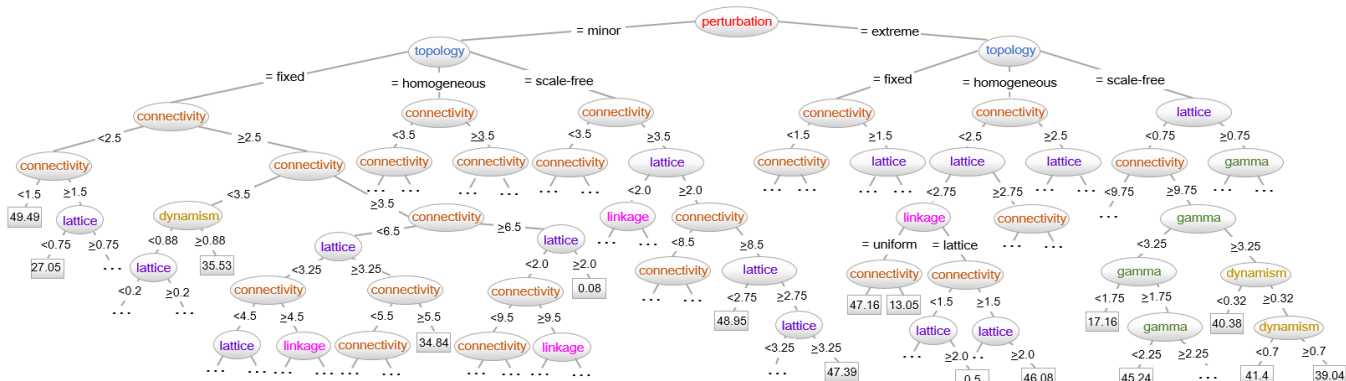 perturbation
= minor = extreme
topology topology
= fixed = homogeneous = scale-free = fixed = homogeneous = scale-free
connectivity connectivity connectivity connectivity connectivity lattice
<2.5 ≥2.5 <3.5 ≥3.5 <3.5 ≥3.5 <1.5 ≥1.5 <2.5 ≥2.5 <0.75 ≥0.75
connectivity connectivity connectivity connectivity connectivity lattice connectivity lattice lattice lattice connectivity gamma
<1.5 ≥1.5 <3.5 ≥3.5 ... ... ... ... ... ... <2.0 ≥2.0 ... ... ... ... <2.75 ≥2.75 ... ... <9.75 ≥9.75 ... ...
49.49 lattice dynamism connectivity linkage connectivity linkage connectivity ... gamma
<0.75 ≥0.75 <0.88 ≥0.88 <6.5 ≥6.5 ... ... <8.5 ≥8.5 = uniform = lattice ... ... <3.25 ≥3.25
27.05 ... lattice 35.53 lattice lattice connectivity lattice 47.16 13.05 connectivity gamma dynamism
<0.2 ≥0.2 <3.25 ≥3.25 <2.0 ≥2.0 ... ... <2.75 ≥2.75 <1.5 ≥1.5 <1.75 ≥1.75 <0.32 ≥0.32
... ... connectivity connectivity connectivity 0.08 48.95 lattice lattice lattice 17.16 gamma 40.38 dynamism
<4.5 ≥4.5 <5.5 ≥5.5 <9.5 ≥9.5 <3.25 ≥3.25 ≥2.0 ≥2.0 <2.25 ≥2.25 <0.7 ≥0.7
lattice linkage connectivity 34.84 connectivity linkage ... 47.39 ... 0.5 ... 46.08 45.24 ... 41.4 39.04
... ... ... ... ... ... ... ... ... ...